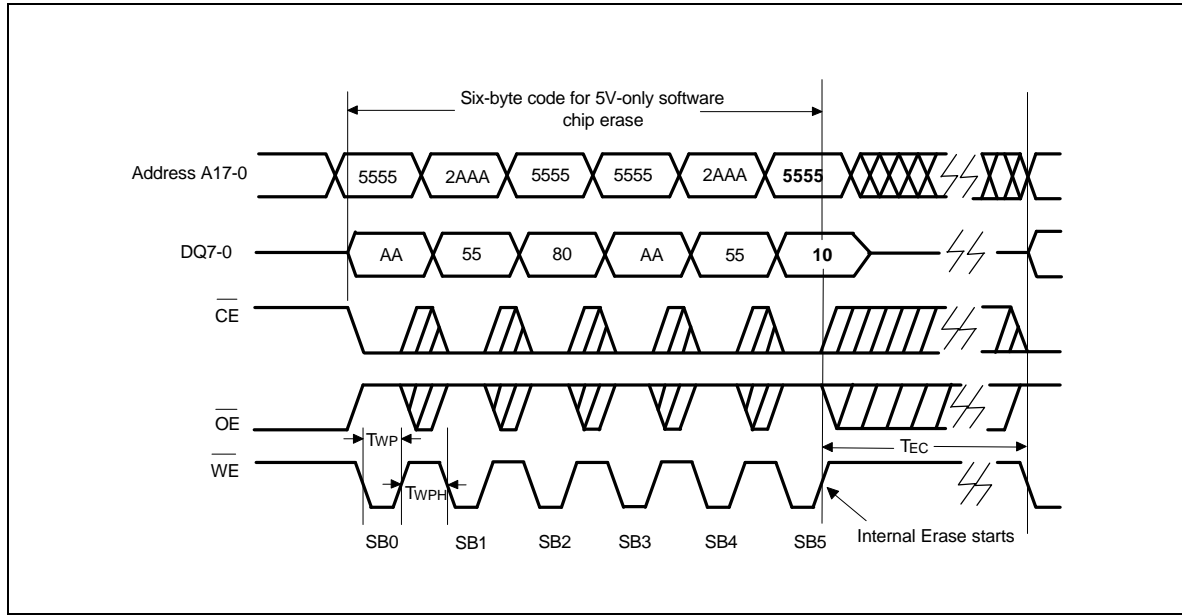 Six-byte code for 5V-only software
chip erase
Address A17-0
5555 2AAA 5555 5555 2AAA 5555
DQ7-0
AA 55 80 AA 55 10
CE
OE
TWP
TEC
WE
TWPH
Internal Erase starts
SB0 SB1 SB2 SB3 SB4 SB5